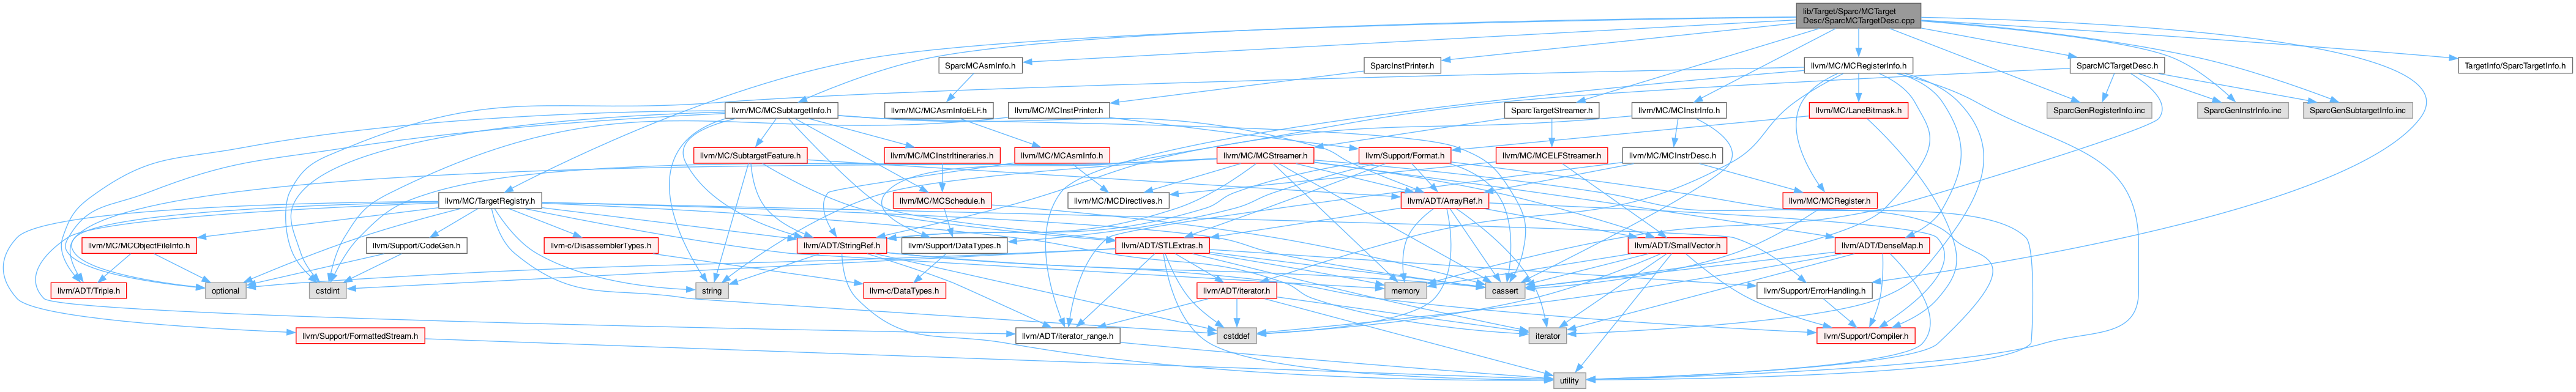 lib/Target/Sparc/MCTarget
Desc/SparcMCTargetDesc.cpp
SparcMCAsmInfo.h
SparcInstPrinter.h
llvm/MC/MCRegisterInfo.h
SparcMCTargetDesc.h
TargetInfo/SparcTargetInfo.h
llvm/MC/MCSubtargetInfo.h
llvm/MC/MCAsmInfoELF.h
llvm/MC/MCInstPrinter.h
SparcTargetStreamer.h
llvm/MC/MCInstrInfo.h
llvm/MC/LaneBitmask.h
SparcGenRegisterInfo.inc
SparcGenInstrInfo.inc
SparcGenSubtargetInfo.inc
llvm/MC/SubtargetFeature.h
llvm/MC/MCInstrItineraries.h
llvm/MC/MCAsmInfo.h
llvm/MC/MCStreamer.h
llvm/Support/Format.h
llvm/MC/MCELFStreamer.h
llvm/MC/MCInstrDesc.h
llvm/MC/TargetRegistry.h
llvm/MC/MCSchedule.h
llvm/MC/MCDirectives.h
llvm/ADT/ArrayRef.h
llvm/MC/MCRegister.h
llvm/MC/MCObjectFileInfo.h
llvm/Support/CodeGen.h
llvm-c/DisassemblerTypes.h
llvm/ADT/StringRef.h
llvm/Support/DataTypes.h
llvm/ADT/STLExtras.h
llvm/ADT/SmallVector.h
llvm/ADT/DenseMap.h
llvm/ADT/Triple.h
optional
cstdint
string
llvm-c/DataTypes.h
llvm/ADT/iterator.h
memory
cassert
llvm/Support/ErrorHandling.h
llvm/Support/FormattedStream.h
llvm/ADT/iterator_range.h
cstddef
iterator
llvm/Support/Compiler.h
utility